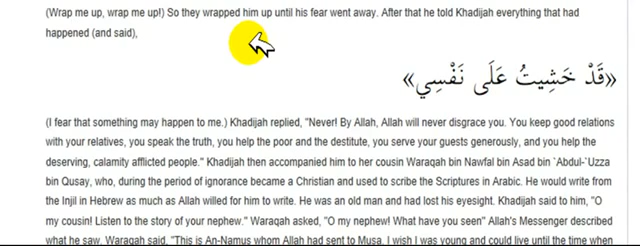 (Wrap me up, wrap me up!) So they wrapped him up until his fear went away. After that he told Khadijah everything that had
happened (and said),
«قَدْ خَشِيتُ عَلَى نَفْسِي»
(I fear that something may happen to me.) Khadijah replied, "Never! By Allah, Allah will never disgrace you. You keep good relations
with your relatives, you speak the truth, you help the poor and the destitute, you serve your guests generously, and you help the
deserving, calamity afflicted people." Khadijah then accompanied him to her cousin Waraqah bin Nawfal bin Asad bin `Abdul-`Uzza
bin Qusay, who, during the period of ignorance became a Christian and used to scribe the Scriptures in Arabic. He would write from
the Injil in Hebrew as much as Allah willed for him to write. He was an old man and had lost his eyesight. Khadijah said to him, "O
my cousin! Listen to the story of your nephew." Waraqah asked, "O my nephew! What have you seen" Allah's Messenger described
what he saw. Waraqah said, "This is An-Namus whom Allah had sent to Musa. I wish I was young and could live until the time when